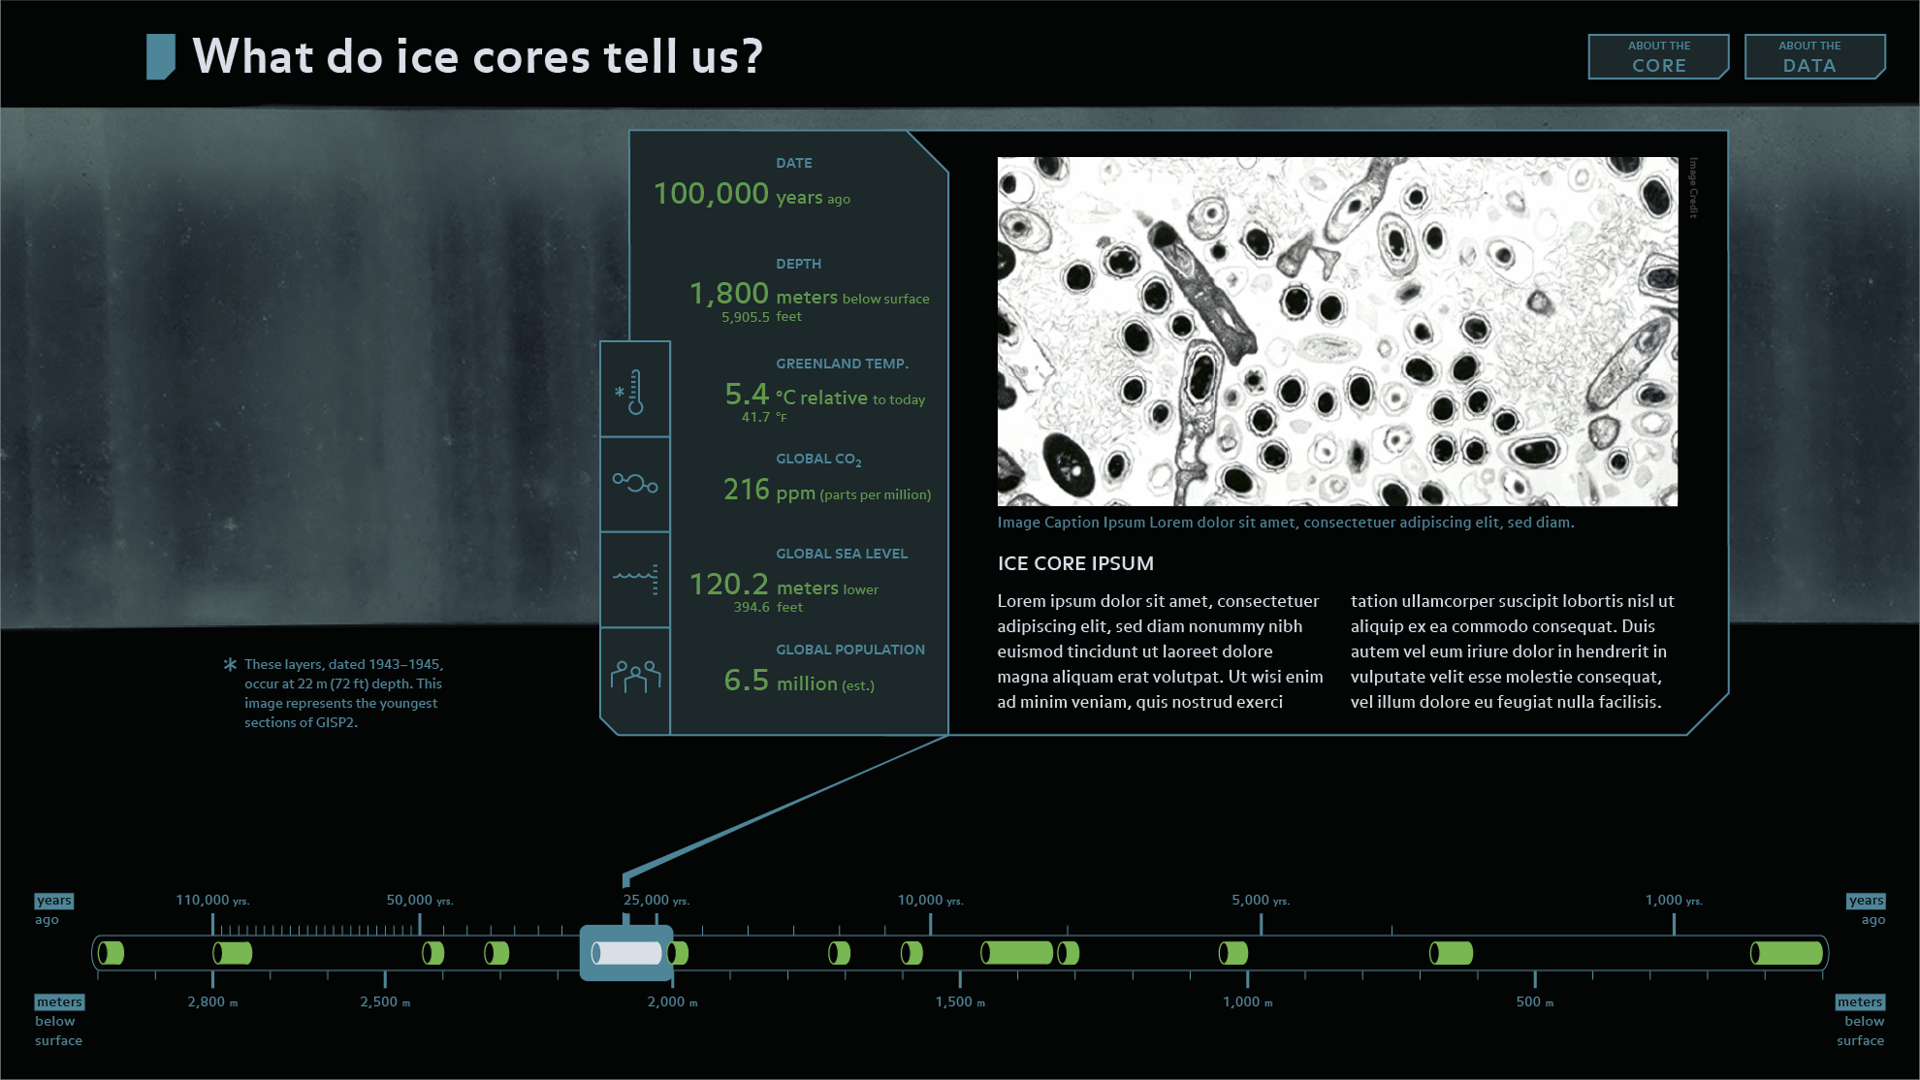 What do ice cores tell us?
ABOUT THE
CORE
ABOUT THE
DATA
DATE
100,000 years ago
DEPTH
1,800 meters below surface
5,905.5 feet
GREENLAND TEMP.
* 5.4 °C relative to today
41.7 °F
GLOBAL CO₂
216 ppm (parts per million)
GLOBAL SEA LEVEL
120.2 meters lower
394.6 feet
GLOBAL POPULATION
6.5 million (est.)
Image Credit
Image Caption Ipsum Lorem dolor sit amet, consectetuer adipiscing elit, sed diam.
ICE CORE IPSUM
Lorem ipsum dolor sit amet, consectetuer
adipiscing elit, sed diam nonummy nibh
euismod tincidunt ut laoreet dolore
magna aliquam erat volutpat. Ut wisi enim
ad minim veniam, quis nostrud exerci
tation ullamcorper suscipit lobortis nisl ut
aliquip ex ea commodo consequat. Duis
autem vel eum iriure dolor in hendrerit in
vulputate velit esse molestie consequat,
vel illum dolore eu feugiat nulla facilisis.
* These layers, dated 1943–1945,
occur at 22 m (72 ft) depth. This
image represents the youngest
sections of GISP2.
years
ago
110,000 yrs.
50,000 yrs.
25,000 yrs.
10,000 yrs.
5,000 yrs.
1,000 yrs.
years
ago
meters
below
surface
2,800 m
2,500 m
2,000 m
1,500 m
1,000 m
500 m
meters
below
surface